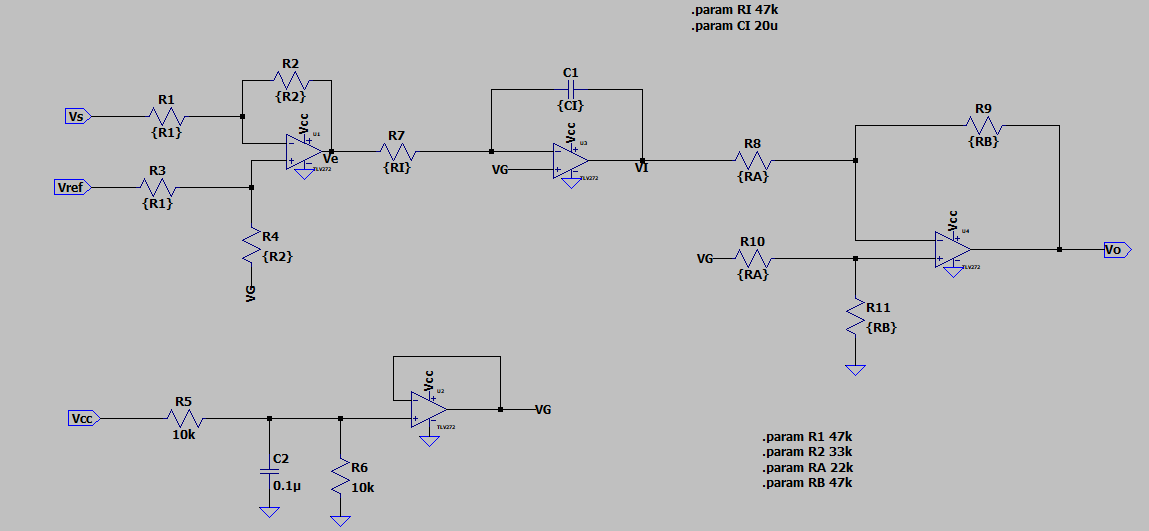 .param RI 47k
.param CI 20u
R2
{R2}
C1
{CI}
R1
{R1}
Vs
Vcc
U1
TLV272
Ve
R7
{RI}
Vcc
U3
TLV272
VG
VI
R9
{RB}
R8
{RA}
R3
{R1}
Vref
R4
{R2}
VG
R10
{RA}
VG
Vcc
U4
TLV272
Vo
R11
{RB}
Vcc
R5
10k
C2
0.1µ
R6
10k
Vcc
U2
TLV272
VG
.param R1 47k
.param R2 33k
.param RA 22k
.param RB 47k